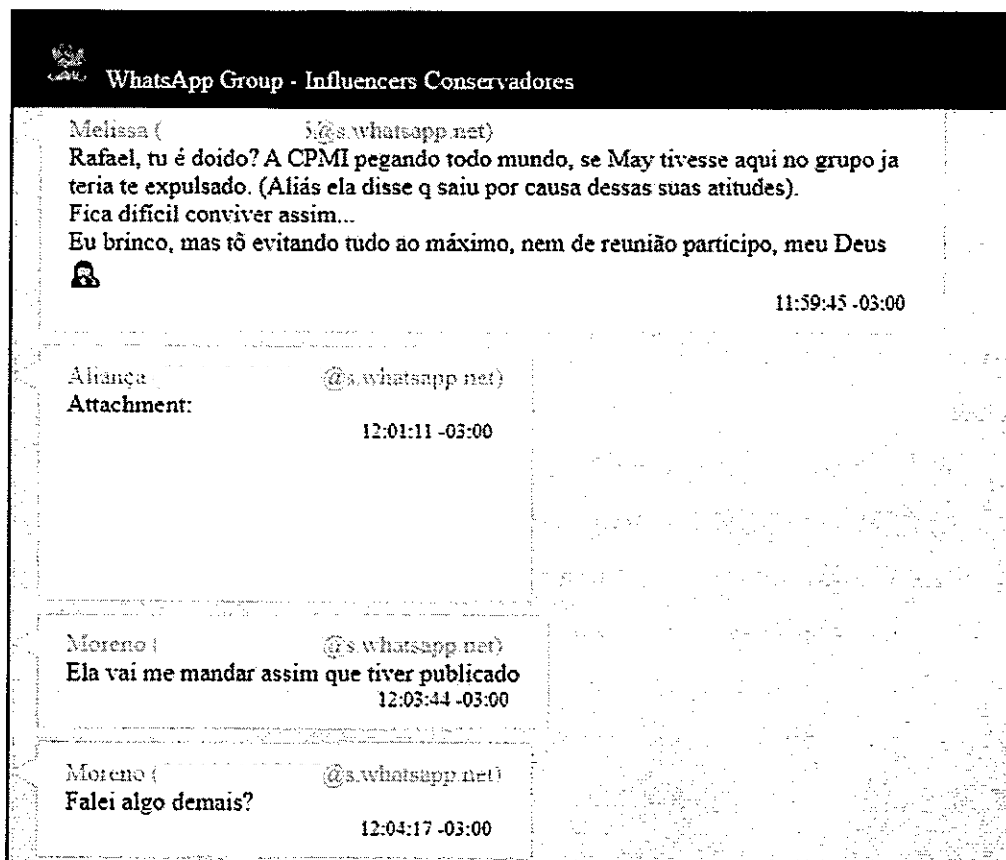 WhatsApp Group - Influencers Conservadores
Melissa ( 5@s.whatsapp.net)
Rafael, tu é doido? A CPMI pegando todo mundo, se May tivesse aqui no grupo ja
teria te expulsado. (Aliás ela disse q saiu por causa dessas suas atitudes).
Fica difícil conviver assim...
Eu brinco, mas tô evitando tudo ao máximo, nem de reunião participo, meu Deus
11:59:45 -03:00
Aliança @s.whatsapp.net)
Attachment:
12:01:11 -03:00
Moreno ( @s.whatsapp.net)
Ela vai me mandar assim que tiver publicado
12:03:44 -03:00
Moreno ( @s.whatsapp.net)
Falei algo demais?
12:04:17 -03:00